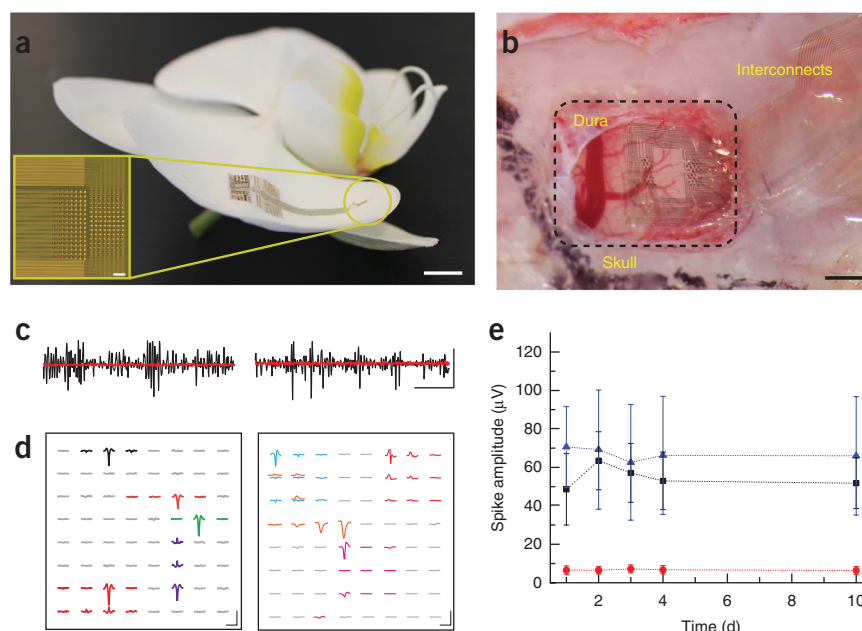 a
b
Interconnects
Dura
Skull
c
e
120
100
80
60
40
20
0
Spike amplitude (µV)
2
4
6
8
10
Time (d)
d